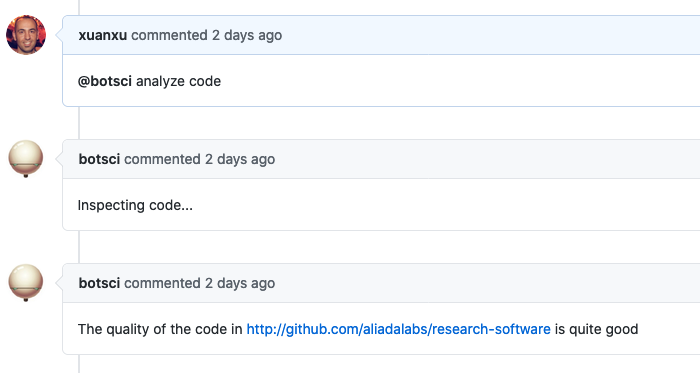 xuanxu commented 2 days ago
@botsci analyze code
botsci commented 2 days ago
Inspecting code...
botsci commented 2 days ago
The quality of the code in http://github.com/aliadalabs/research-software is quite good